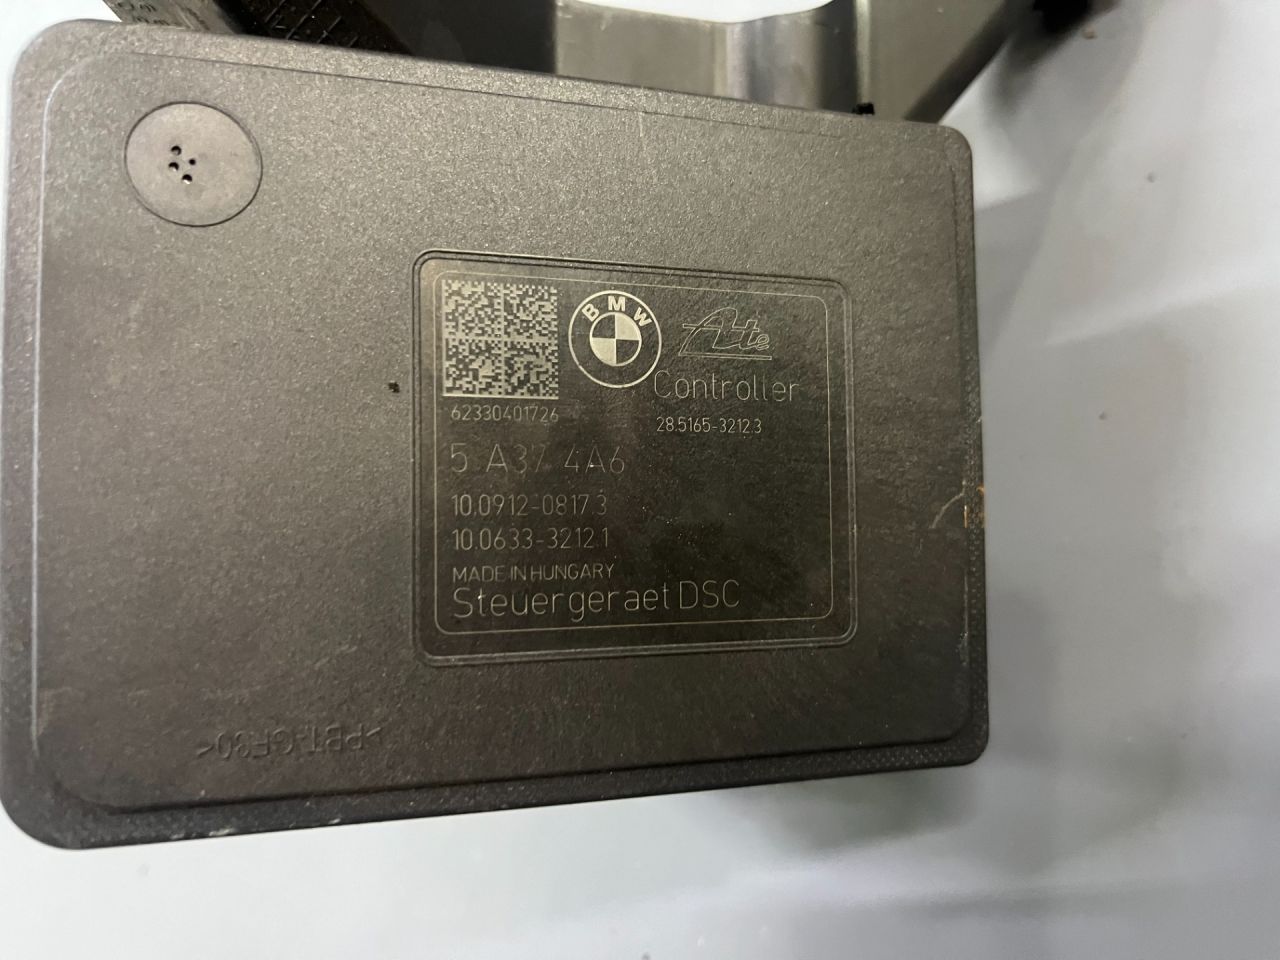 BMW
Ate
Controller
62330401726
28.5165-3212.3
5 A37 4A6
10.0912-0817.3
10.0633-3212.1
MADE IN HUNGARY
Steuergeraet DSC
>PBT-GF30<